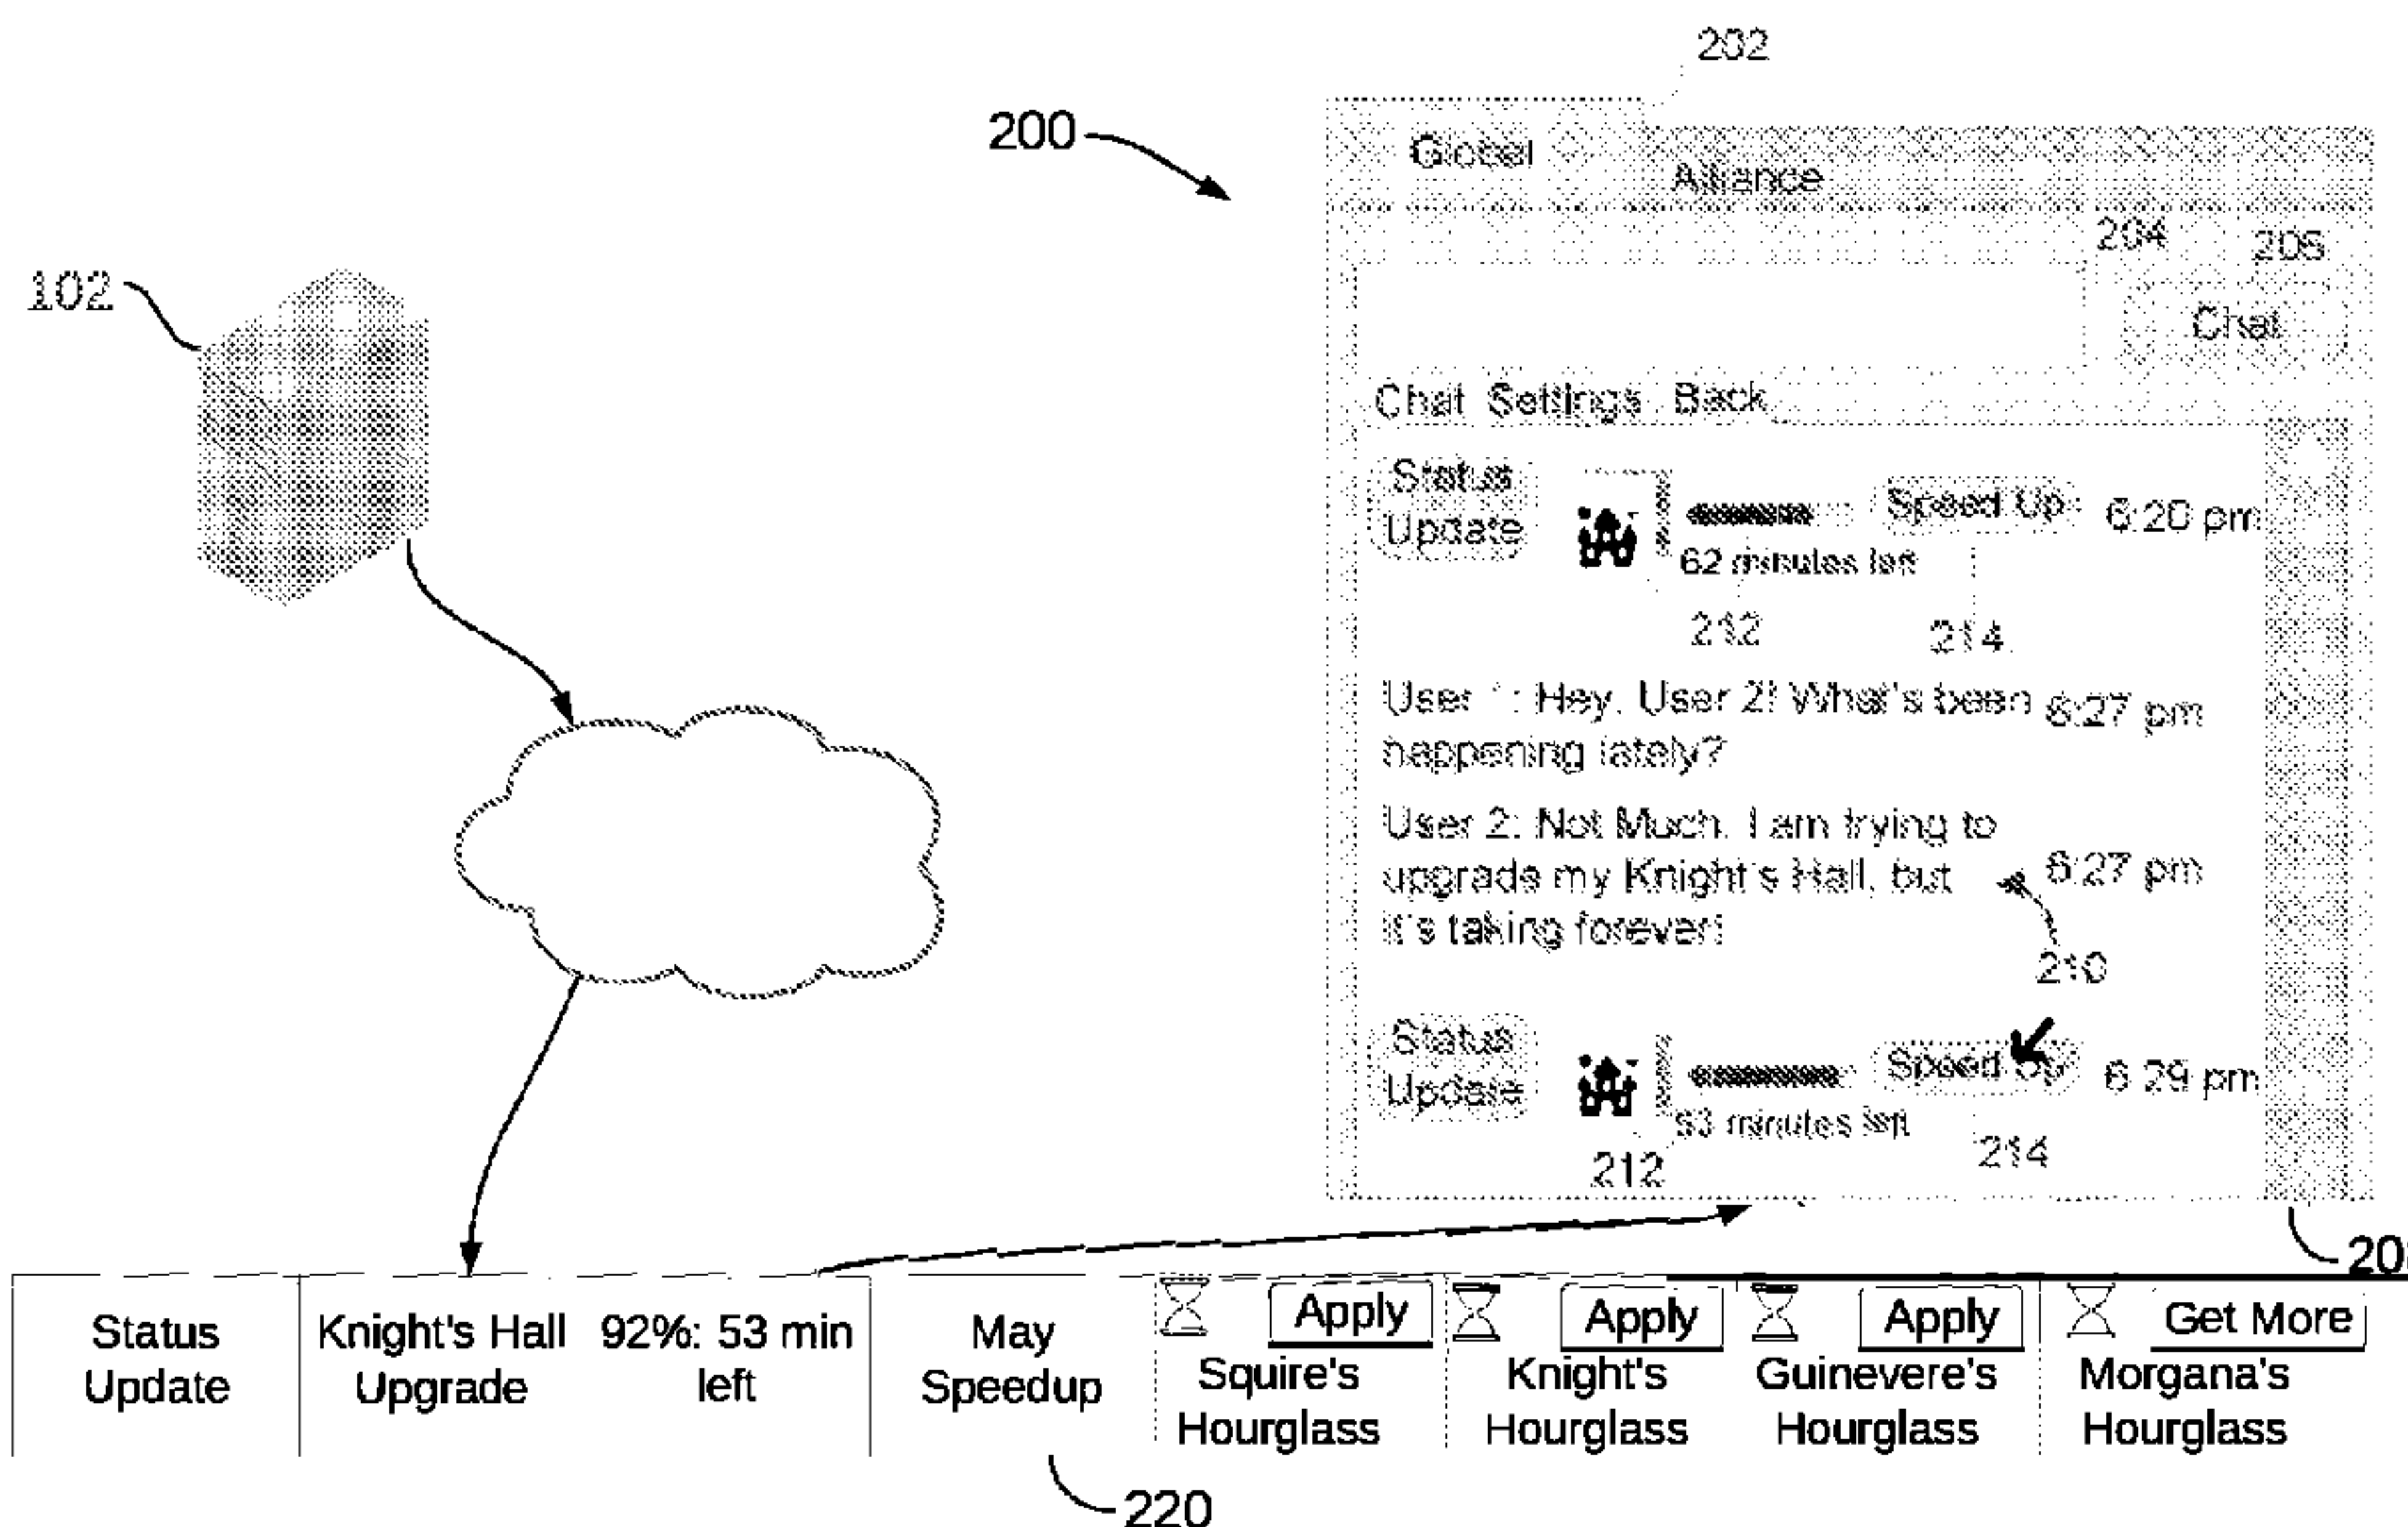 202
200
Global
Alliance
102
204
Chat
Chat Settings Back
Status
Update
Speed Up
6:20 pm
62 minutes left
212
214
User 1: Hey, User 2! What's been
happening lately?
6:27 pm
User 2: Not Much. I am trying to
upgrade my Knight's Hall, but
it's taking forever!
6:27 pm
210
Status
Update
Speed Up
6:29 pm
53 minutes left
212
214
Status
Update
Knight's Hall
Upgrade
92%: 53 min
left
May
Speedup
Apply
Squire's
Hourglass
Apply
Knight's
Hourglass
Apply
Guinevere's
Hourglass
Get More
Morgana's
Hourglass
220